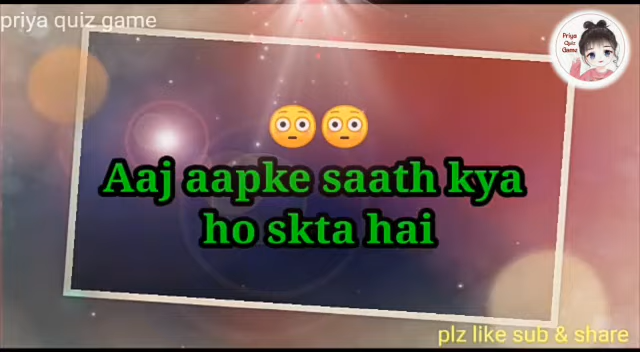 priya quiz game
Priya
Quiz
Game
😳😳
Aaj aapke saath kya
ho skta hai
plz like sub & share